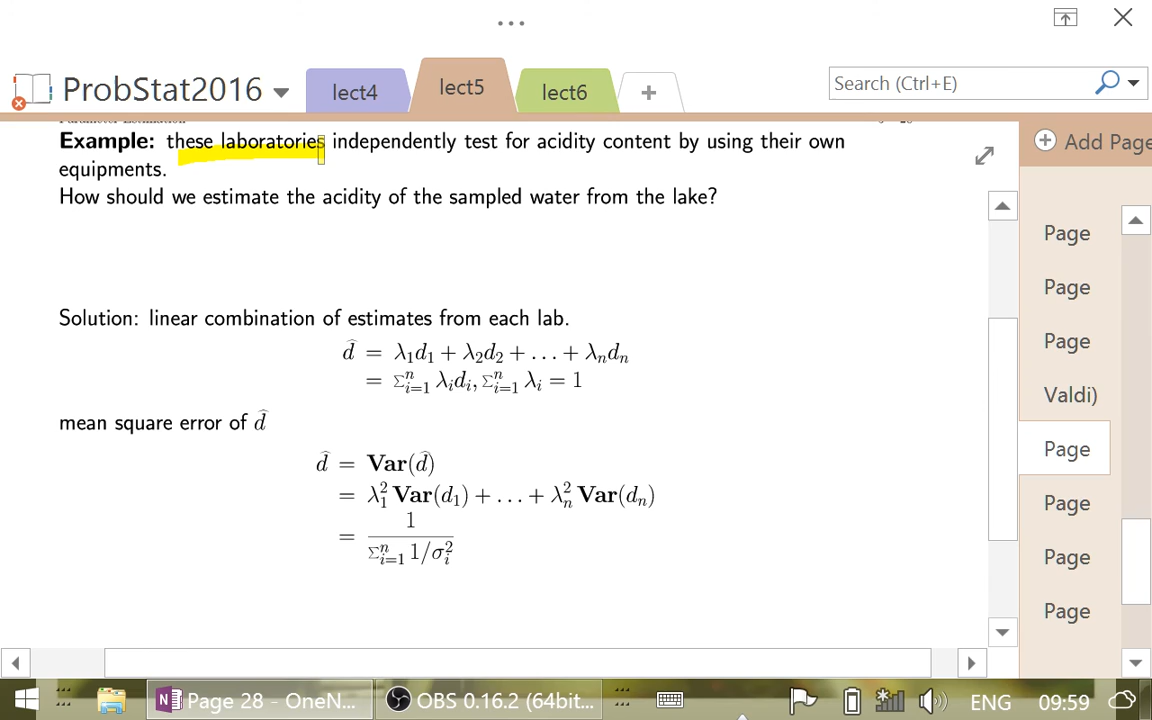 ...
ProbStat2016
lect4
lect5
lect6
+
Search (Ctrl+E)
Example: these laboratories independently test for acidity content by using their own
equipments.
How should we estimate the acidity of the sampled water from the lake?
Solution: linear combination of estimates from each lab.
d̂ = λ₁d₁ + λ₂d₂ + ... + λₙdₙ
= Σⁿᵢ₌₁ λᵢdᵢ, Σⁿᵢ₌₁ λᵢ = 1
mean square error of d̂
d̂ = Var(d̂)
= λ₁² Var(d₁) + ... + λₙ² Var(dₙ)
= 1 / Σⁿᵢ₌₁ 1/σᵢ²
Add Page
Page
Page
Page
Valdi)
Page
Page
Page
Page
Page 28 - OneN...
OBS 0.16.2 (64bit...
ENG
09:59